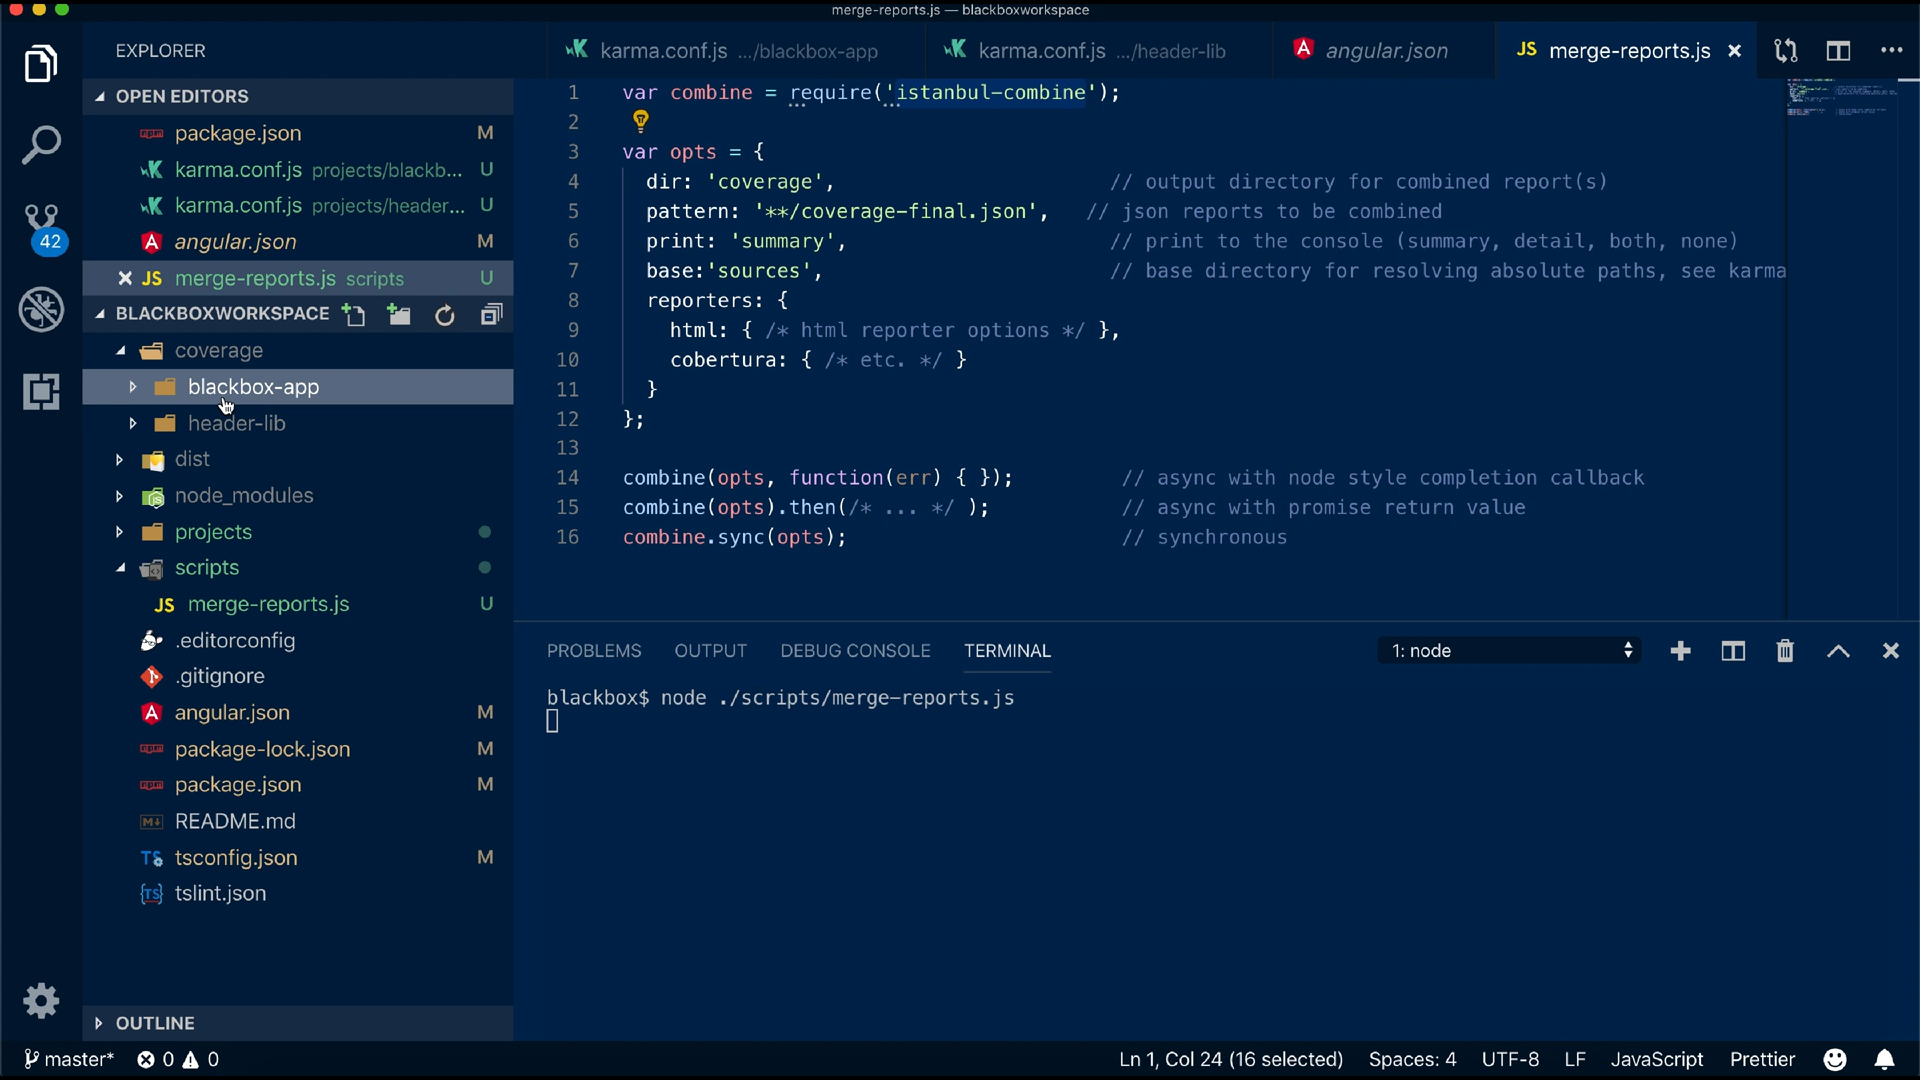 merge-reports.js — blackboxworkspace
EXPLORER
OPEN EDITORS
package.json M
karma.conf.js projects/blackb... U
karma.conf.js projects/header... U
angular.json M
merge-reports.js scripts U
BLACKBOXWORKSPACE
coverage
blackbox-app
header-lib
dist
node_modules
projects
scripts
JS merge-reports.js U
.editorconfig
.gitignore
angular.json M
package-lock.json M
package.json M
README.md
tsconfig.json M
tslint.json
OUTLINE
42
karma.conf.js .../blackbox-app
karma.conf.js .../header-lib
angular.json
JS merge-reports.js
1 var combine = require('istanbul-combine');
2
3 var opts = {
4 dir: 'coverage', // output directory for combined report(s)
5 pattern: '**/coverage-final.json', // json reports to be combined
6 print: 'summary', // print to the console (summary, detail, both, none)
7 base:'sources', // base directory for resolving absolute paths, see karma
8 reporters: {
9 html: { /* html reporter options */ },
10 cobertura: { /* etc. */ }
11 }
12 };
13
14 combine(opts, function(err) { }); // async with node style completion callback
15 combine(opts).then(/* ... */ ); // async with promise return value
16 combine.sync(opts); // synchronous
PROBLEMS OUTPUT DEBUG CONSOLE TERMINAL
1: node
blackbox$ node ./scripts/merge-reports.js
master* 0 0
Ln 1, Col 24 (16 selected) Spaces: 4 UTF-8 LF JavaScript Prettier